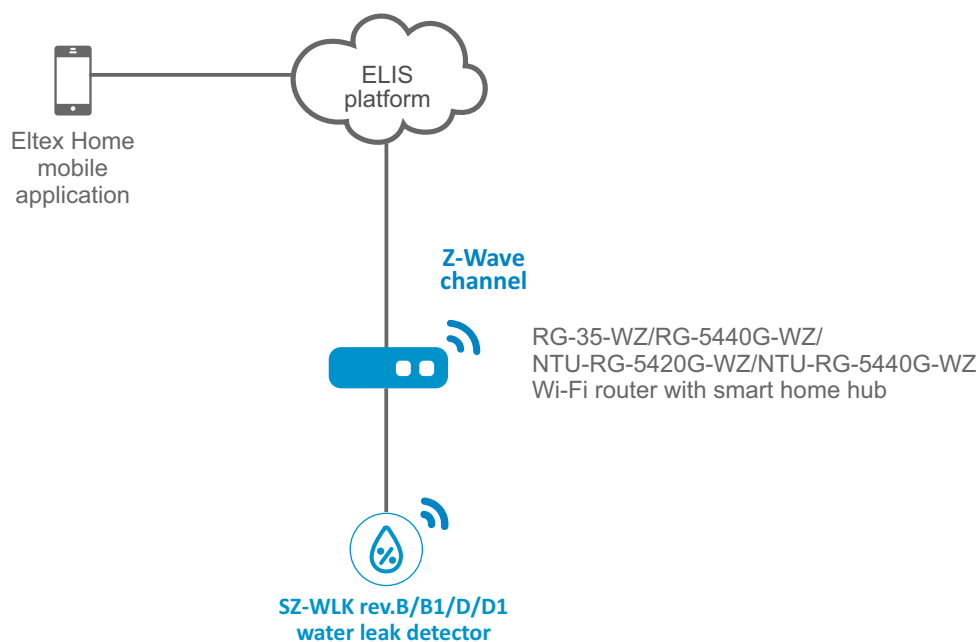 ELIS
platform
Eltex Home
mobile
application
Z-Wave
channel
RG-35-WZ/RG-5440G-WZ/
NTU-RG-5420G-WZ/NTU-RG-5440G-WZ
Wi-Fi router with smart home hub
%
SZ-WLK rev.B/B1/D/D1
water leak detector